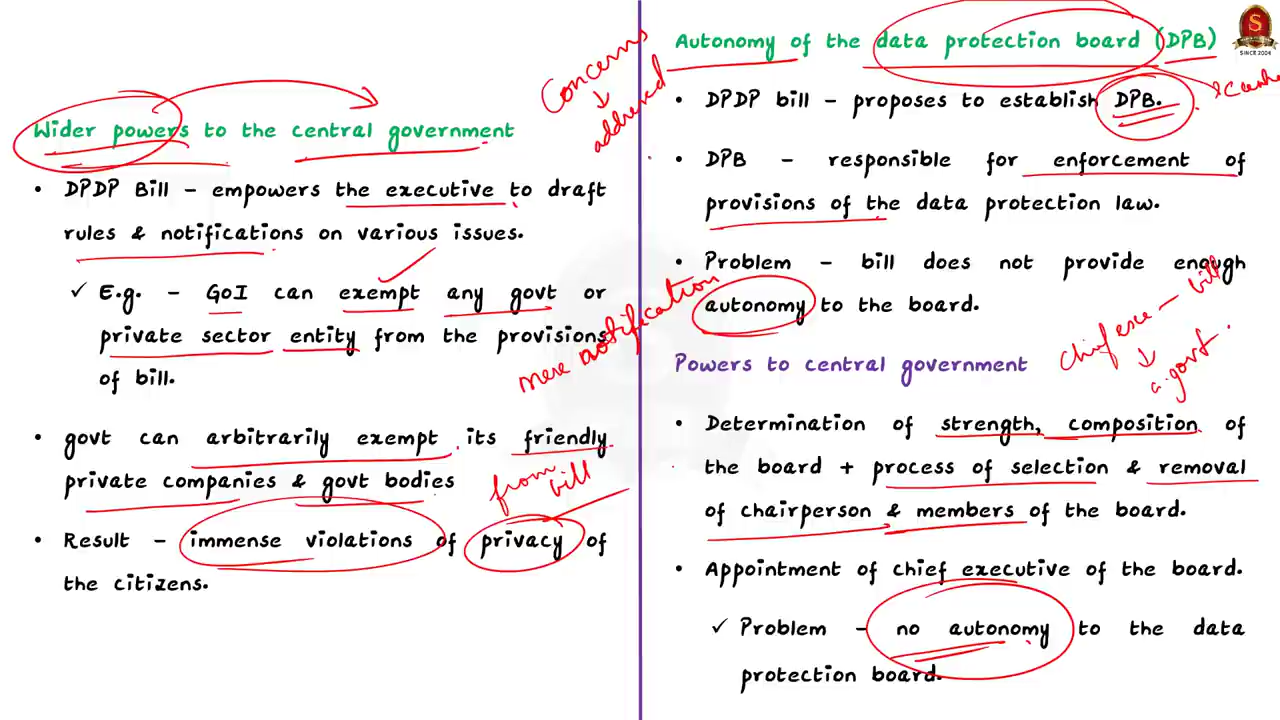 Wider powers to the central government
• DPDP Bill - empowers the executive to draft
rules & notifications on various issues.
✓ E.g. - GoI can exempt any govt or
private sector entity from the provisions
of bill.
• govt can arbitrarily exempt its friendly
private companies & govt bodies
• Result - immense violations of privacy of
the citizens.
Concerns
addressed
mere notification
from
bill
Autonomy of the data protection board (DPB)
• DPDP bill - proposes to establish DPB.
• DPB - responsible for enforcement of
provisions of the data protection law.
• Problem - bill does not provide enough
autonomy to the board.
Powers to central government
• Determination of strength, composition of
the board + process of selection & removal
of chairperson & members of the board.
• Appointment of chief executive of the board.
✓ Problem - no autonomy to the data
protection board.
chief exe - bill
govt.
S
SINCE 2004